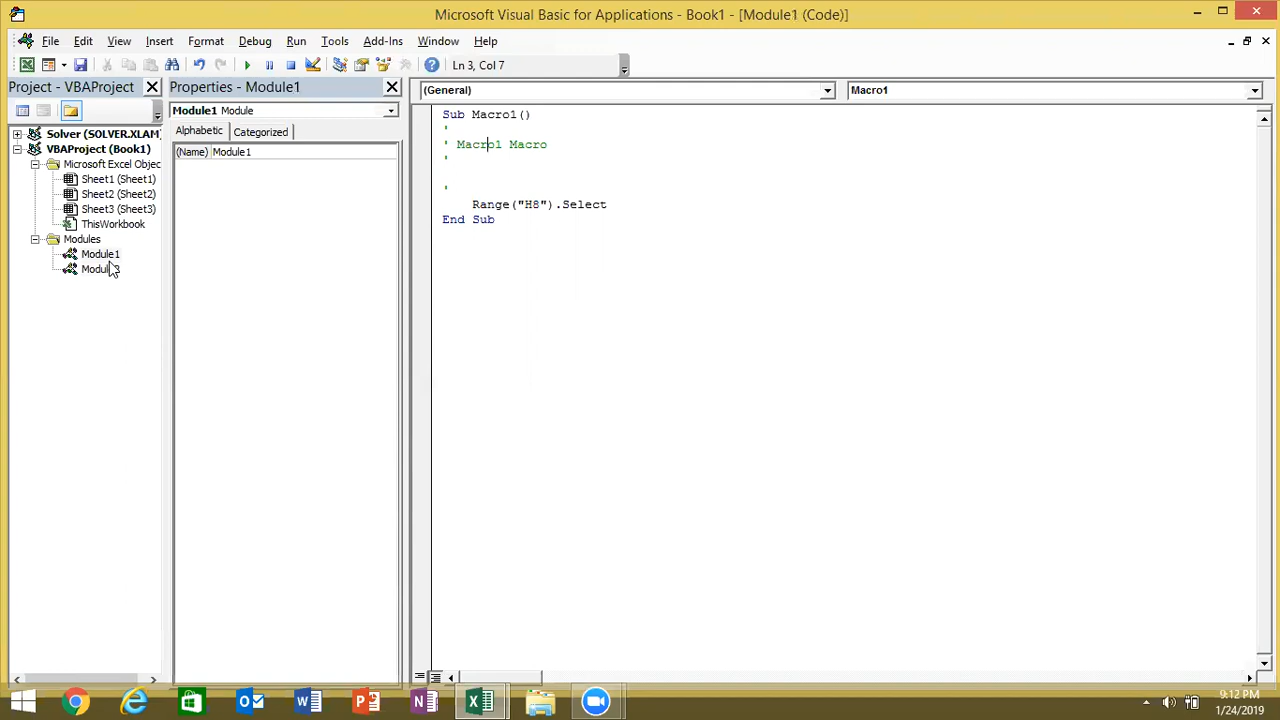 Microsoft Visual Basic for Applications - Book1 - [Module1 (Code)]
File Edit View Insert Format Debug Run Tools Add-Ins Window Help
Ln 3, Col 7
Project - VBAProject
Properties - Module1
(General)
Macro1
Module1 Module
Alphabetic Categorized
(Name) Module1
Solver (SOLVER.XLAM)
VBAProject (Book1)
Microsoft Excel Objec
Sheet1 (Sheet1)
Sheet2 (Sheet2)
Sheet3 (Sheet3)
ThisWorkbook
Modules
Module1
Sub Macro1()
'
' Macro1 Macro
'
'
Range("H8").Select
End Sub
9:12 PM
1/24/2019